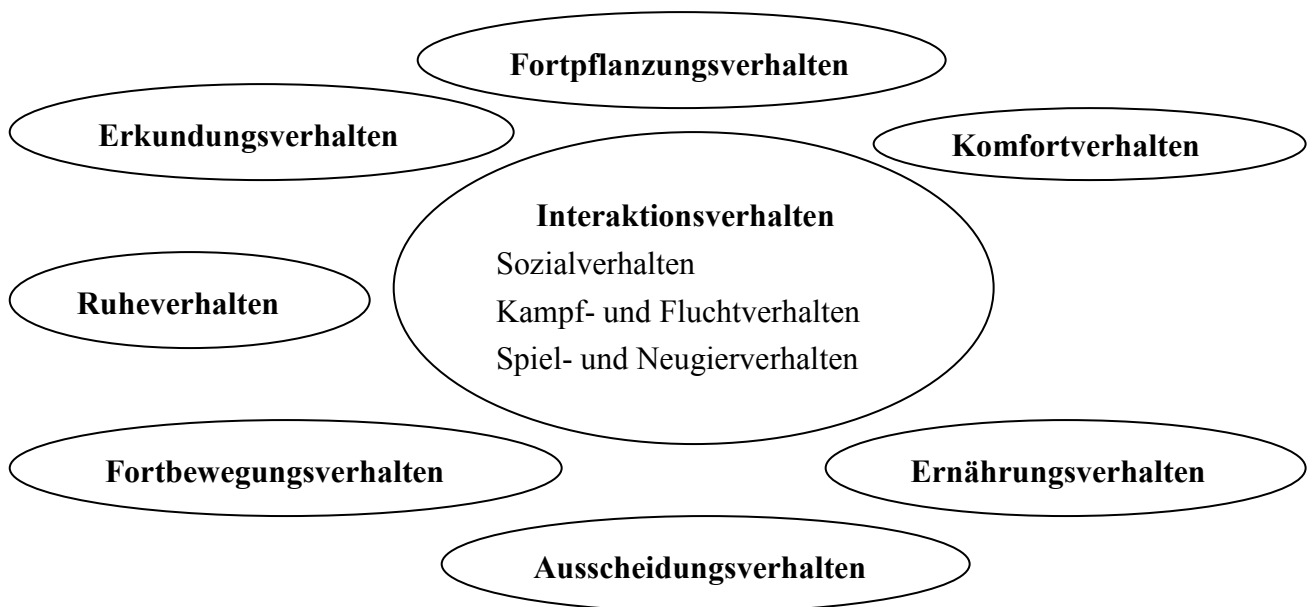 Fortpflanzungsverhalten
Erkundungsverhalten
Komfortverhalten
Interaktionsverhalten
Sozialverhalten
Kampf- und Fluchtverhalten
Spiel- und Neugierverhalten
Ruheverhalten
Fortbewegungsverhalten
Ernährungsverhalten
Ausscheidungsverhalten